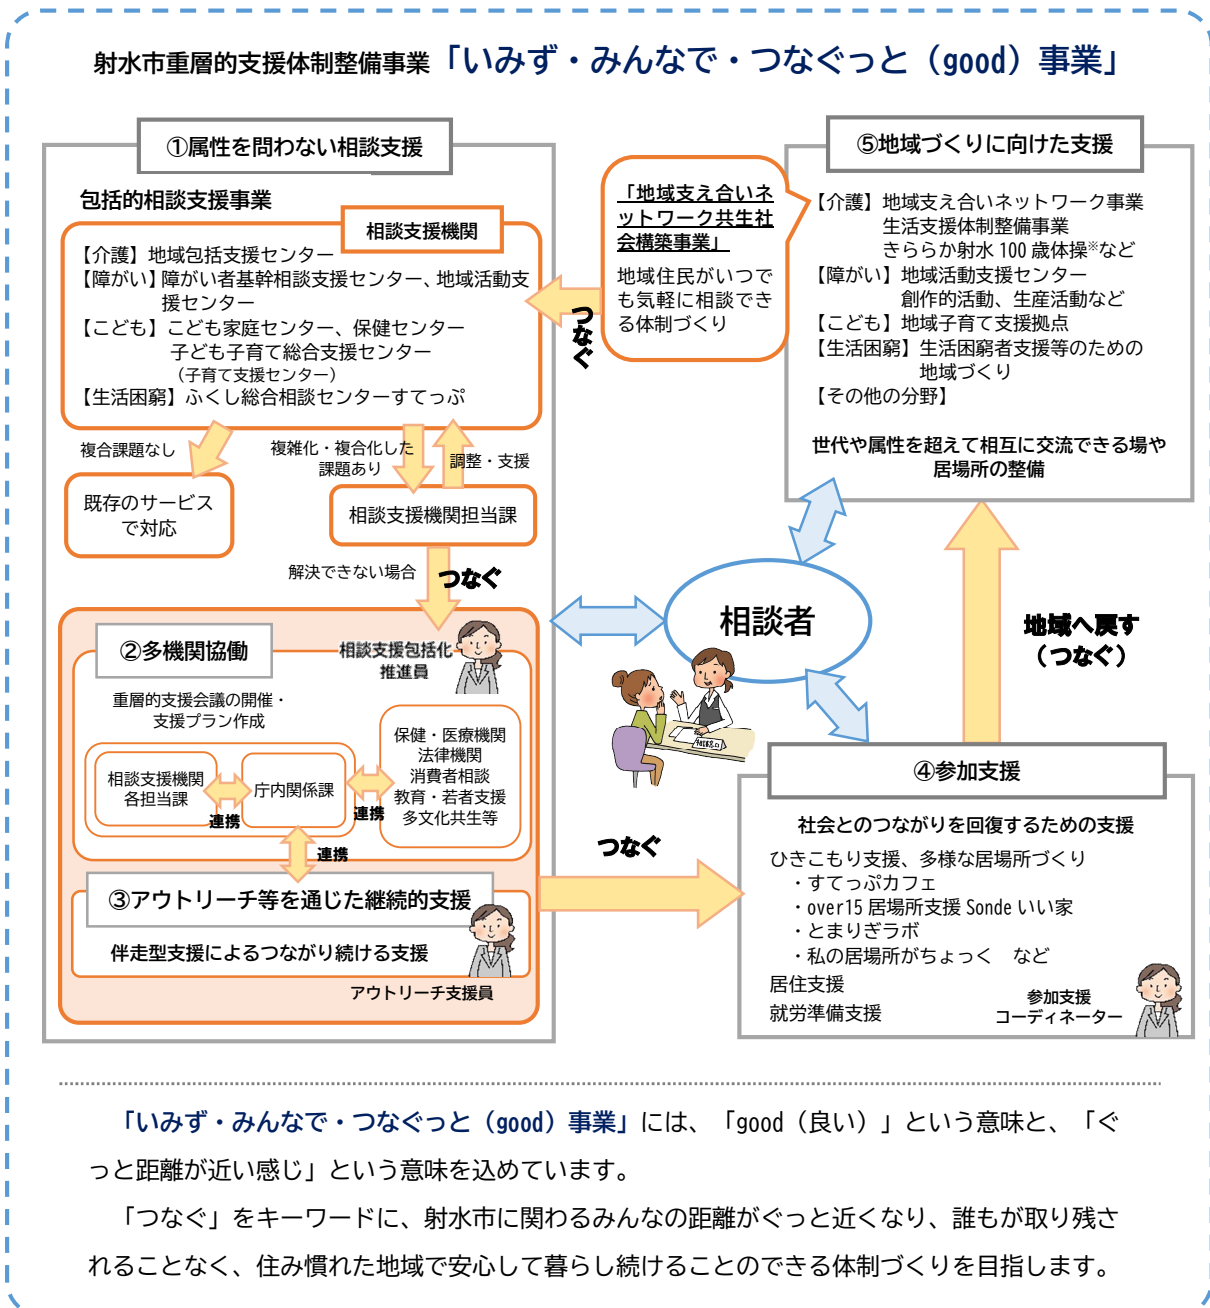 射水市重層的支援体制整備事業「いみず・みんなで・つなぐっと（good）事業」
①属性を問わない相談支援
包括的相談支援事業
相談支援機関
【介護】地域包括支援センター
【障がい】障がい者基幹相談支援センター、地域活動支
援センター
【こども】こども家庭センター、保健センター
子ども子育て総合支援センター
（子育て支援センター）
【生活困窮】ふくし総合相談センターすてっぷ
複合課題なし
複雑化・複合化した
課題あり
調整・支援
既存のサービス
で対応
相談支援機関担当課
解決できない場合
つなぐ
②多機関協働
相談支援包括化
推進員
重層的支援会議の開催・
支援プラン作成
相談支援機関
各担当課
連携
庁内関係課
連携
保健・医療機関
法律機関
消費者相談
教育・若者支援
多文化共生等
連携
③アウトリーチ等を通じた継続的支援
伴走型支援によるつながり続ける支援
アウトリーチ支援員
つなぐ
「地域支え合いネ
ットワーク共生社
会構築事業」
地域住民がいつで
も気軽に相談でき
る体制づくり
⑤地域づくりに向けた支援
【介護】地域支え合いネットワーク事業
生活支援体制整備事業
きららか射水100歳体操※など
【障がい】地域活動支援センター
創作的活動、生産活動など
【こども】地域子育て支援拠点
【生活困窮】生活困窮者支援等のための
地域づくり
【その他の分野】
世代や属性を超えて相互に交流できる場や
居場所の整備
相談者
相談窓口
地域へ戻す
（つなぐ）
つなぐ
④参加支援
社会とのつながりを回復するための支援
ひきこもり支援、多様な居場所づくり
・すてっぷカフェ
・over15居場所支援Sondeいい家
・とまりぎラボ
・私の居場所がちょっく　など
居住支援
就労準備支援
参加支援
コーディネーター
「いみず・みんなで・つなぐっと（good）事業」には、「good（良い）」という意味と、「ぐ
っと距離が近い感じ」という意味を込めています。
「つなぐ」をキーワードに、射水市に関わるみんなの距離がぐっと近くなり、誰もが取り残さ
れることなく、住み慣れた地域で安心して暮らし続けることのできる体制づくりを目指します。